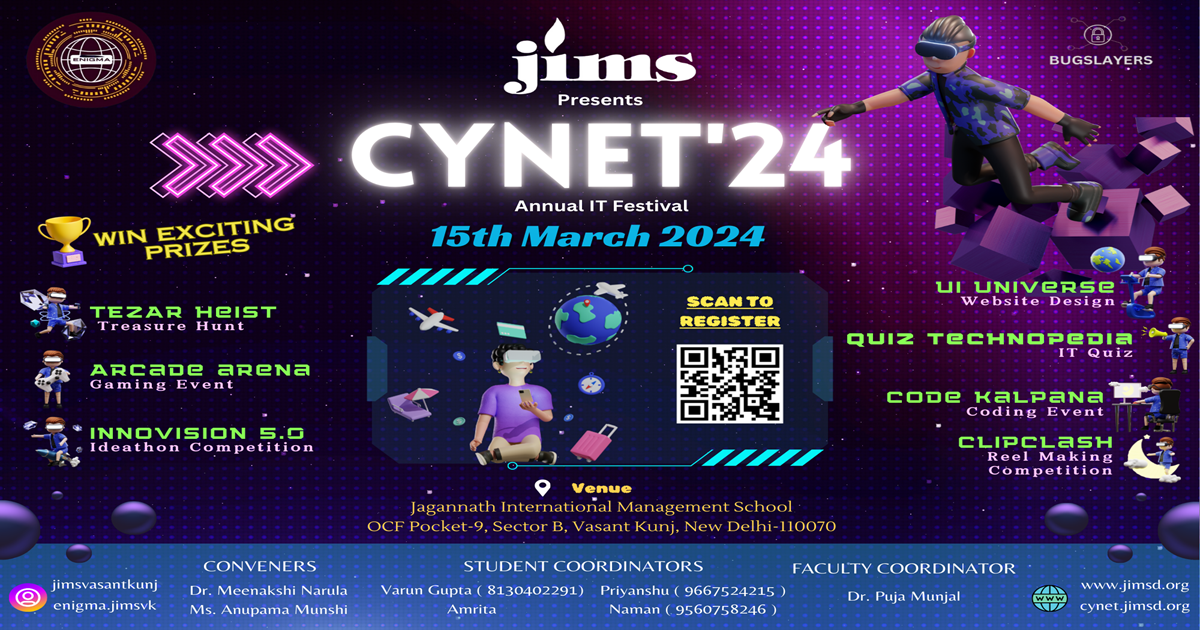 ENIGMA
BUGSLAYERS
jims
Presents
CYNET'24
Annual IT Festival
15th March 2024
WIN EXCITING
PRIZES
TEZAR HEIST
Treasure Hunt
ARCADE ARENA
Gaming Event
INNOVISION 5.0
Ideathon Competition
SCAN TO
REGISTER
UI UNIVERSE
Website Design
QUIZ TECHNOPEDIA
IT Quiz
CODE KALPANA
Coding Event
CLIPCLASH
Reel Making
Competition
Venue
Jagannath International Management School
OCF Pocket-9, Sector B, Vasant Kunj, New Delhi-110070
jimsvasantkunj
enigma.jimsvk
CONVENERS
Dr. Meenakshi Narula
Ms. Anupama Munshi
STUDENT COORDINATORS
Varun Gupta ( 8130402291) Priyanshu ( 9667524215 )
Amrita Naman ( 9560758246 )
FACULTY COORDINATOR
Dr. Puja Munjal
www
www.jimsd.org
cynet.jimsd.org